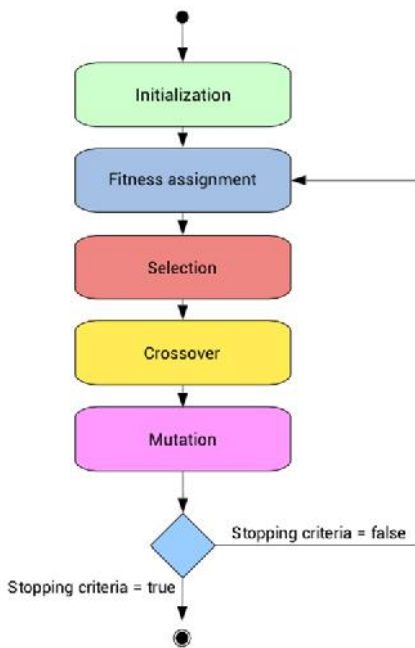 Initialization
Fitness assignment
Selection
Crossover
Mutation
Stopping criteria = false
Stopping criteria = true